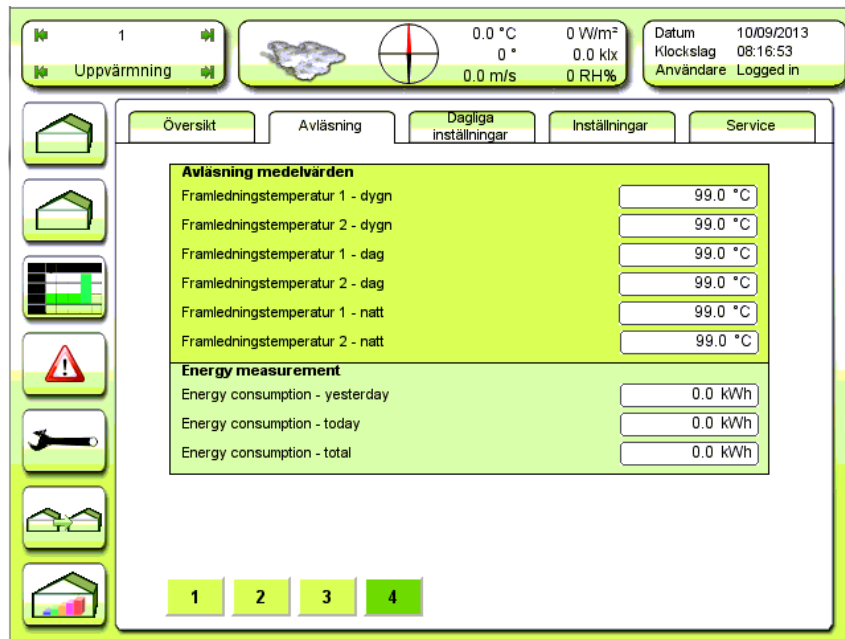 1
Uppvärmning
0.0 °C
0 °
0.0 m/s
0 W/m²
0.0 klx
0 RH%
Datum 10/09/2013
Klockslag 08:16:53
Användare Logged in
Översikt
Avläsning
Dagliga
inställningar
Inställningar
Service
Avläsning medelvärden
Framledningstemperatur 1 - dygn 99.0 °C
Framledningstemperatur 2 - dygn 99.0 °C
Framledningstemperatur 1 - dag 99.0 °C
Framledningstemperatur 2 - dag 99.0 °C
Framledningstemperatur 1 - natt 99.0 °C
Framledningstemperatur 2 - natt 99.0 °C
Energy measurement
Energy consumption - yesterday 0.0 kWh
Energy consumption - today 0.0 kWh
Energy consumption - total 0.0 kWh
1 2 3 4